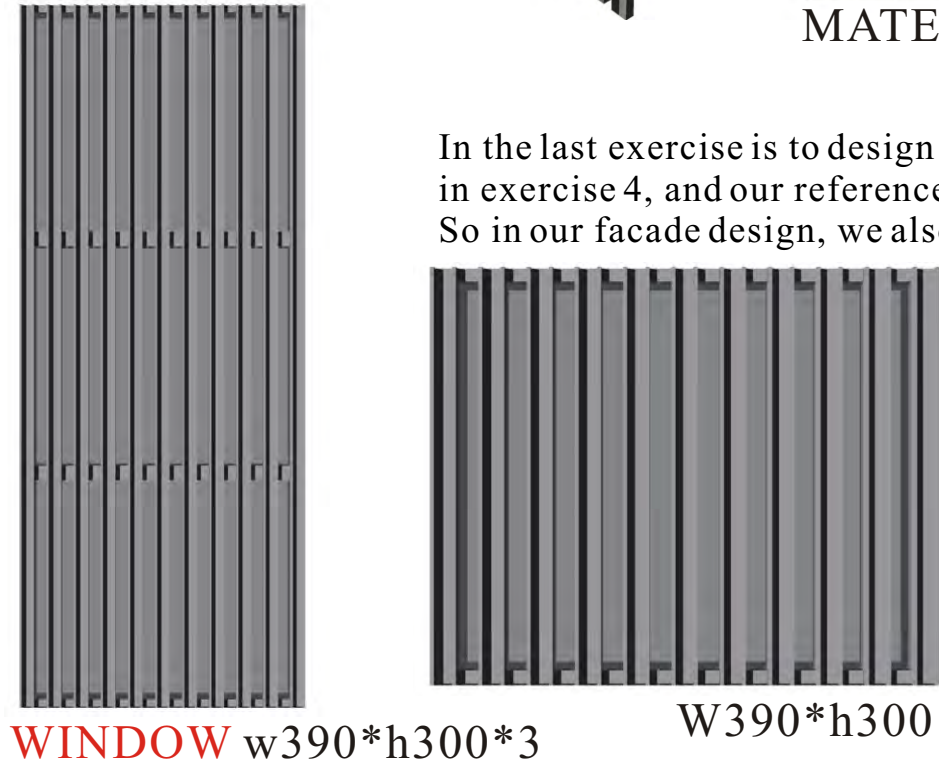 MATE
In the last exercise is to design
in exercise 4, and our reference
So in our facade design, we also
W390*h300
WINDOW w390*h300*3